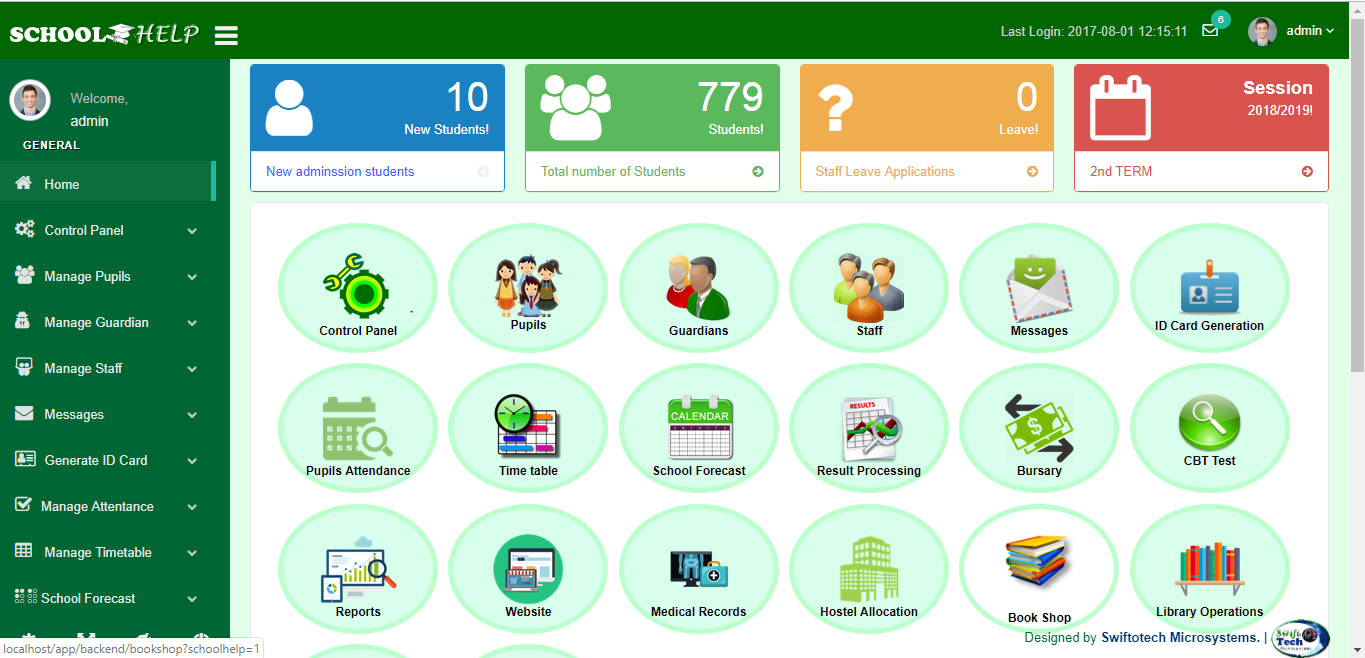 SCHOOL HELP
Last Login: 2017-08-01 12:15:11
6
admin
Welcome,
admin
GENERAL
Home
Control Panel
Manage Pupils
Manage Guardian
Manage Staff
Messages
Generate ID Card
Manage Attentance
Manage Timetable
School Forecast
10
New Students!
New adminssion students
779
Students!
Total number of Students
?
0
Leave!
Staff Leave Applications
Session
2018/2019!
2nd TERM
Control Panel
Pupils
Guardians
Staff
Messages
ID Card Generation
Pupils Attendance
Time table
CALENDAR
School Forecast
RESULTS
Result Processing
$
Bursary
CBT Test
Reports
Website
Medical Records
Hostel Allocation
Book Shop
Library Operations
Designed by Swiftotech Microsystems. |
Swifto
Tech
localhost/app/backend/bookshop?schoolhelp=1